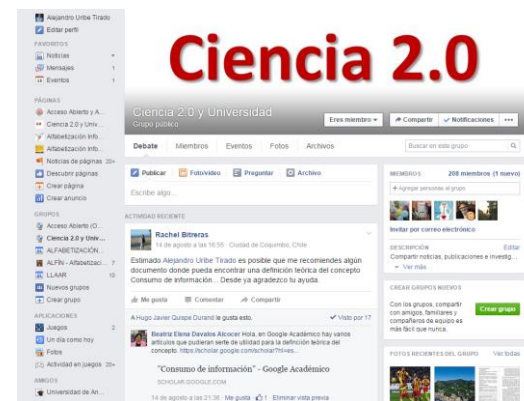 Alejandro Uribe Tirado
Editar perfil
FAVORITOS
Noticias
Mensajes 1
Eventos 1
PÁGINAS
Acceso Abierto y A...
Ciencia 2.0 y Univ...
Alfabetización Info...
Alfabetización Info...
Noticias de páginas 20+
Descubrir páginas
Crear página
Crear anuncio
GRUPOS
Acceso Abierto (O...
Ciencia 2.0 y Univ...
ALFABETIZACIÓN...
ALFIN - Alfabetizaci... 7
LLAAR 15
Nuevos grupos
Crear grupo
APLICACIONES
Juegos 2
Un día como hoy
Fotos
Actividad en juegos 20+
AMIGOS
Universidad de An...
Ciencia 2.0
Ciencia 2.0 y Universidad
Grupo público
Eres miembro
Compartir
Notificaciones
Debate Miembros Eventos Fotos Archivos
Buscar en este grupo
Publicar Foto/vídeo Preguntar Archivo
Escribe algo...
ACTIVIDAD RECIENTE
Rachel Bitreras
14 de agosto a las 16:55 · Ciudad de Coquimbo, Chile
Estimado Alejandro Uribe Tirado es posible que me recomiendes algún
documento donde pueda encontrar una definición teórica del concepto
Consumo de información... Desde ya agradezco tu ayuda.
Me gusta Comentar Compartir
A Hugo Javier Quispe Durand le gusta esto. Visto por 17
Beatriz Elena Davalos Alcocer Hola, en Google Académico hay varios
artículos que pudieran serte de utilidad para la definición teórica del
concepto. https://scholar.google.com/scholar?hl=es...
"Consumo de información" - Google Académico
SCHOLAR.GOOGLE.COM
14 de agosto a las 21:36 · Me gusta · 1 · Eliminar vista previa
MIEMBROS 208 miembros (1 nuevo)
Agregar personas al grupo
Invitar por correo electrónico
DESCRIPCIÓN Editar
Compartir noticias, publicaciones e investig...
Ver más
CREAR GRUPOS NUEVOS
Con los grupos, compartir
con amigos, familiares y
compañeros de equipo es
más fácil que nunca.
Crear grupo
FOTOS RECIENTES DEL GRUPO Ver todas